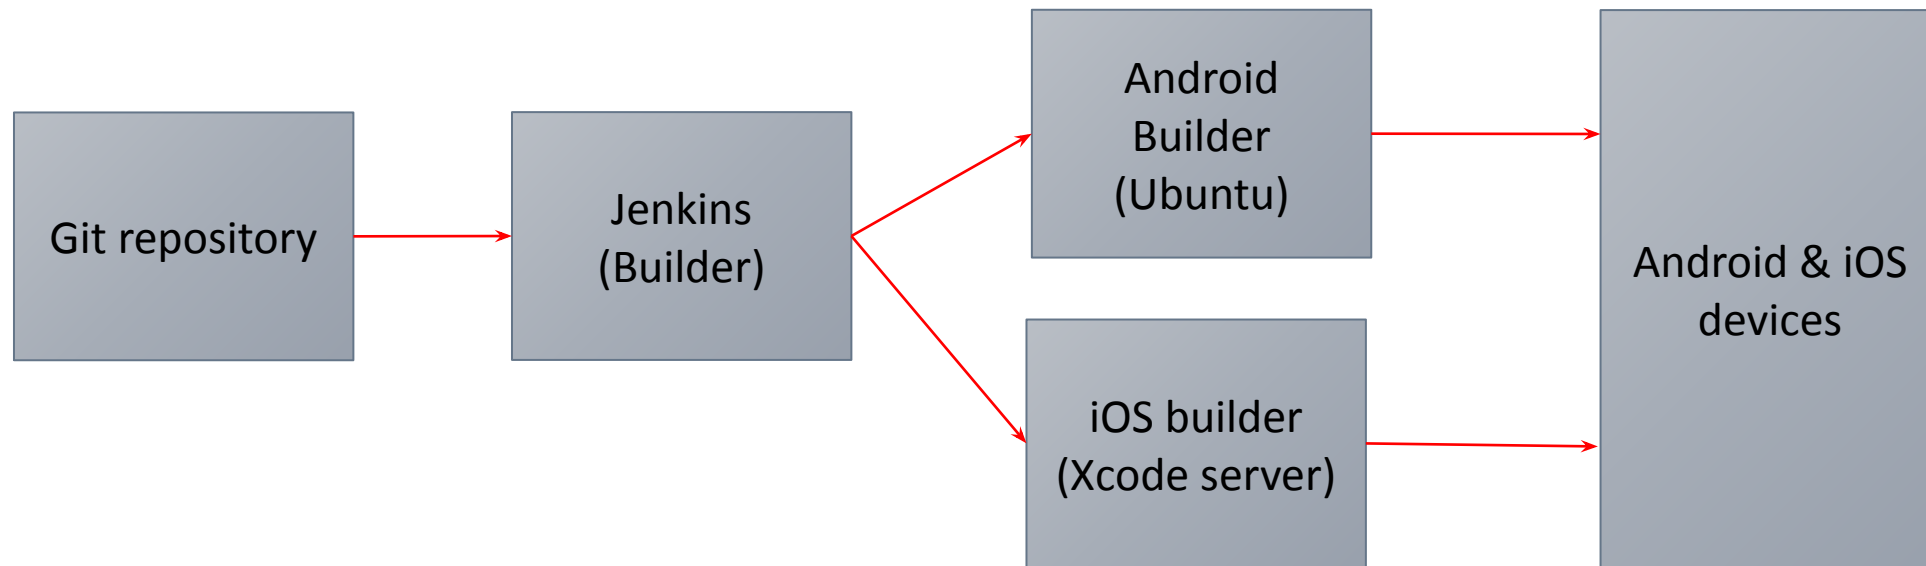 Git repository
Jenkins
(Builder)
Android
Builder
(Ubuntu)
iOS builder
(Xcode server)
Android & iOS
devices